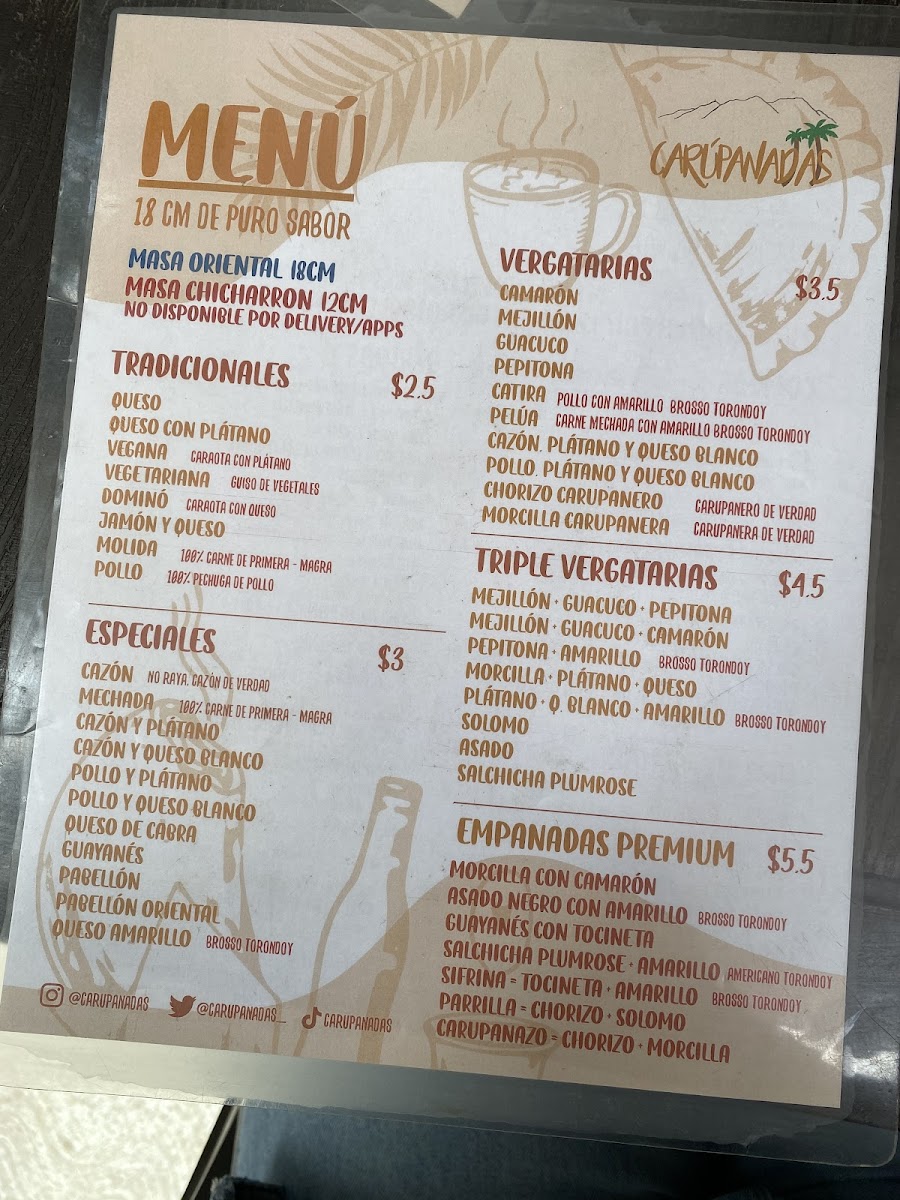 MENÚ
18 CM DE PURO SABOR
CARÚPANADAS
MASA ORIENTAL 18CM
MASA CHICHARRON 12CM
NO DISPONIBLE POR DELIVERY/APPS
TRADICIONALES $2.5
QUESO
QUESO CON PLÁTANO
VEGANA CARAOTA CON PLÁTANO
VEGETARIANA GUISO DE VEGETALES
DOMINÓ CARAOTA CON QUESO
JAMÓN Y QUESO
MOLIDA 100% CARNE DE PRIMERA - MAGRA
POLLO 100% PECHUGA DE POLLO
ESPECIALES $3
CAZÓN NO RAYA, CAZÓN DE VERDAD
MECHADA 100% CARNE DE PRIMERA - MAGRA
CAZÓN Y PLÁTANO
CAZÓN Y QUESO BLANCO
POLLO Y PLÁTANO
POLLO Y QUESO BLANCO
QUESO DE CABRA
GUAYANÉS
PABELLÓN
PABELLÓN ORIENTAL
QUESO AMARILLO BROSSO TORONDOY
@CARUPANADAS @CARUPANADAS_ CARUPANADAS
VERGATARIAS $3.5
CAMARÓN
MEJILLÓN
GUACUCO
PEPITONA
CATIRA POLLO CON AMARILLO BROSSO TORONDOY
PELÚA CARNE MECHADA CON AMARILLO BROSSO TORONDOY
CAZÓN, PLÁTANO Y QUESO BLANCO
POLLO, PLÁTANO Y QUESO BLANCO
CHORIZO CARUPANERO CARUPANERO DE VERDAD
MORCILLA CARUPANERA CARUPANERA DE VERDAD
TRIPLE VERGATARIAS $4.5
MEJILLÓN + GUACUCO + PEPITONA
MEJILLÓN + GUACUCO + CAMARÓN
PEPITONA + AMARILLO BROSSO TORONDOY
MORCILLA + PLÁTANO + QUESO
PLÁTANO + Q. BLANCO + AMARILLO BROSSO TORONDOY
SOLOMO
ASADO
SALCHICHA PLUMROSE
EMPANADAS PREMIUM $5.5
MORCILLA CON CAMARÓN
ASADO NEGRO CON AMARILLO BROSSO TORONDOY
GUAYANÉS CON TOCINETA
SALCHICHA PLUMROSE + AMARILLO AMERICANO TORONDOY
SIFRINA = TOCINETA + AMARILLO BROSSO TORONDOY
PARRILLA = CHORIZO + SOLOMO
CARUPANAZO = CHORIZO + MORCILLA